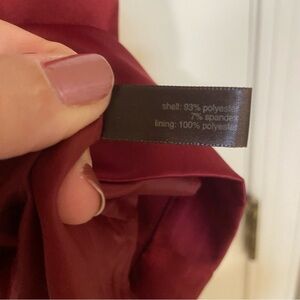 shell: 93% polyester
7% spandex
lining: 100% polyester